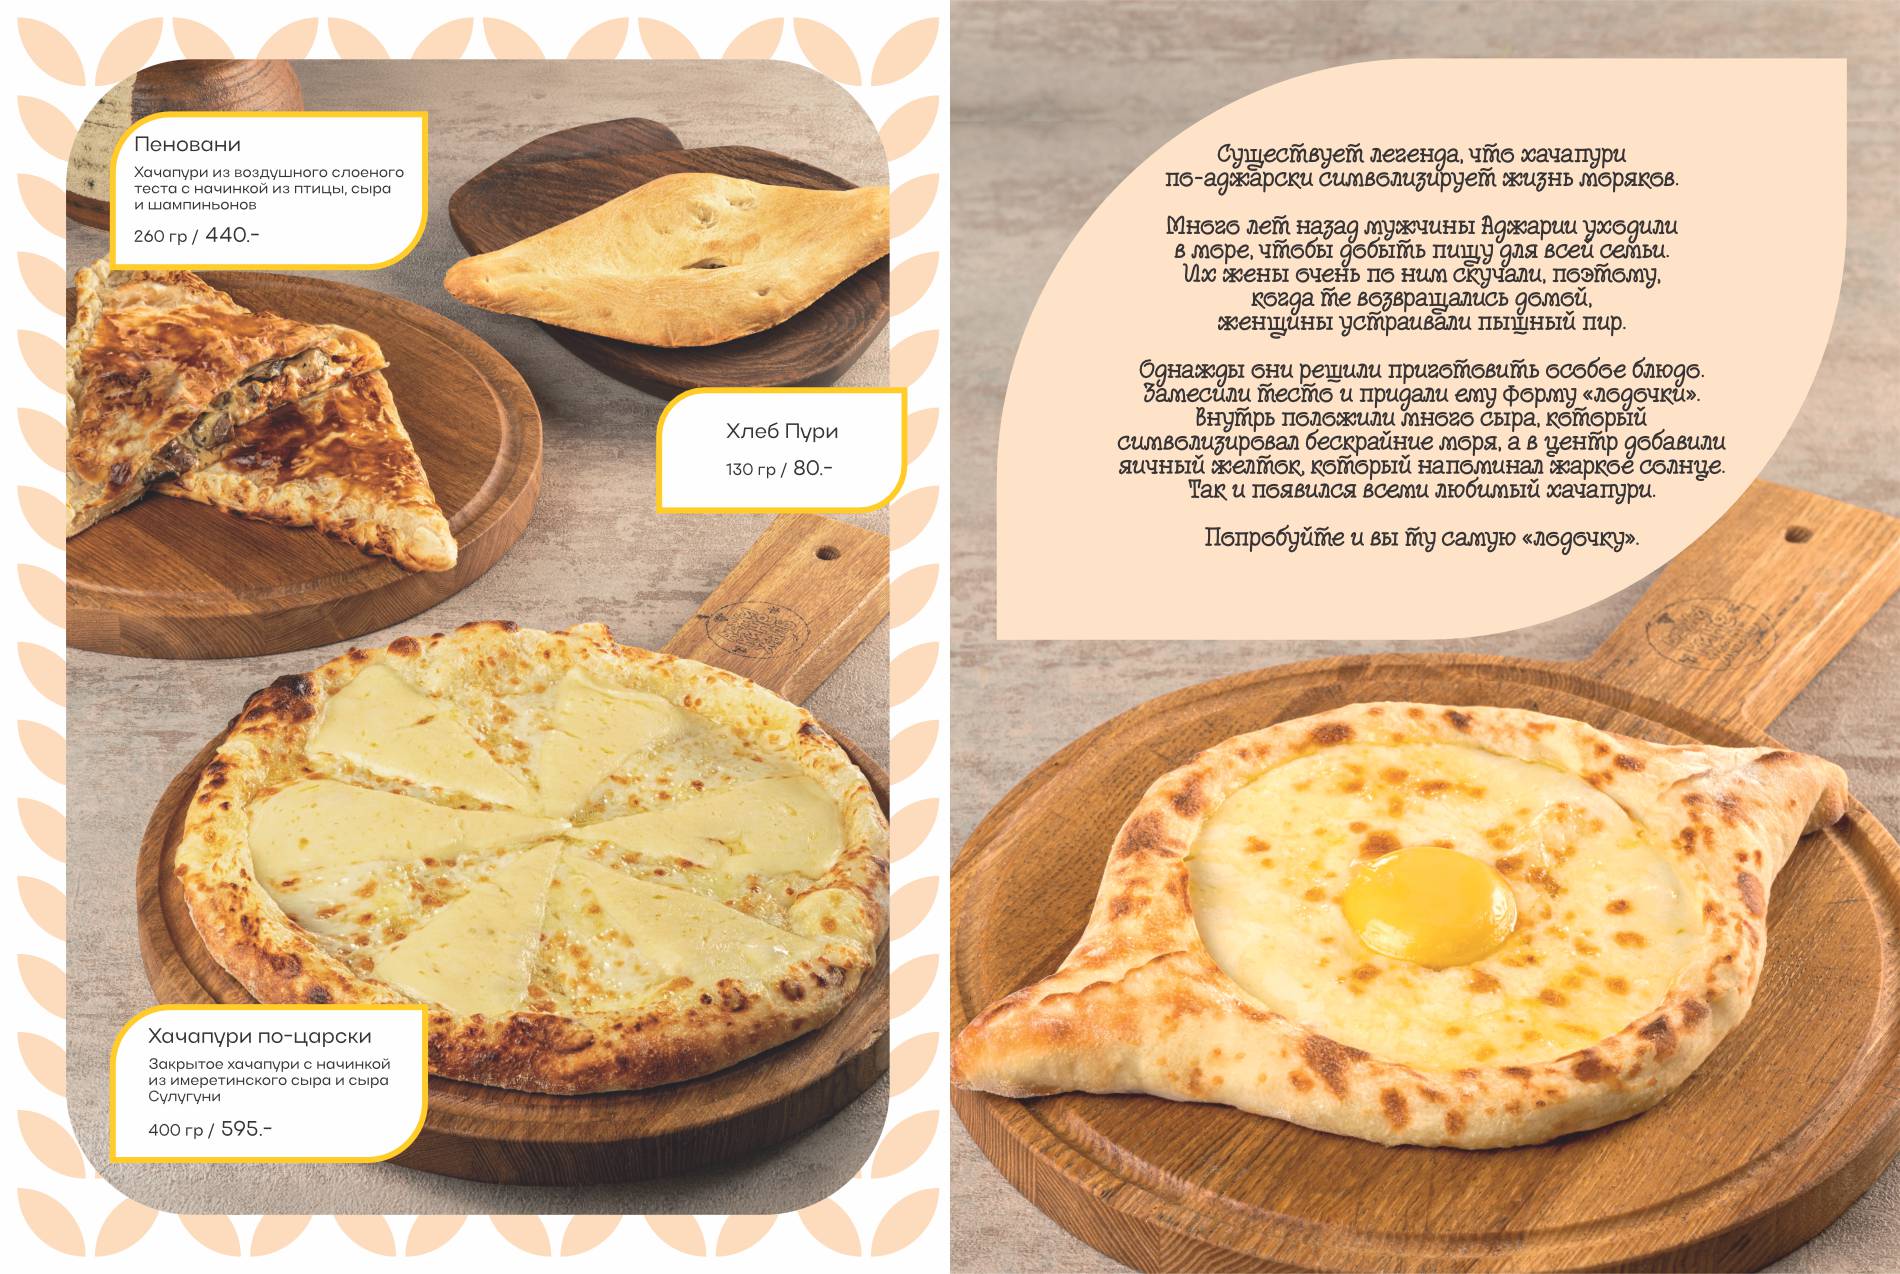 Пеновани
Хачапури из воздушного слоеного
теста с начинкой из птицы, сыра
и шампиньонов
260 гр / 440.-
Хлеб Пури
130 гр / 80.-
Хачапури по-царски
Закрытое хачапури с начинкой
из имеретинского сыра и сыра
Сулугуни
400 гр / 595.-
Существует легенда, что хачапури
по-аджарски символизирует жизнь моряков.
Много лет назад мужчины Аджарии уходили
в море, чтобы добыть пищу для всей семьи.
Их жены очень по ним скучали, поэтому,
когда те возвращались домой,
женщины устраивали пышный пир.
Однажды они решили приготовить особое блюдо.
Замесили тесто и придали ему форму «лодочки».
Внутрь положили много сыра, который
символизировал бескрайние моря, а в центр добавили
яичный желток, который напоминал жаркое солнце.
Так и появился всеми любимый хачапури.
Попробуйте и вы ту самую «лодочку».